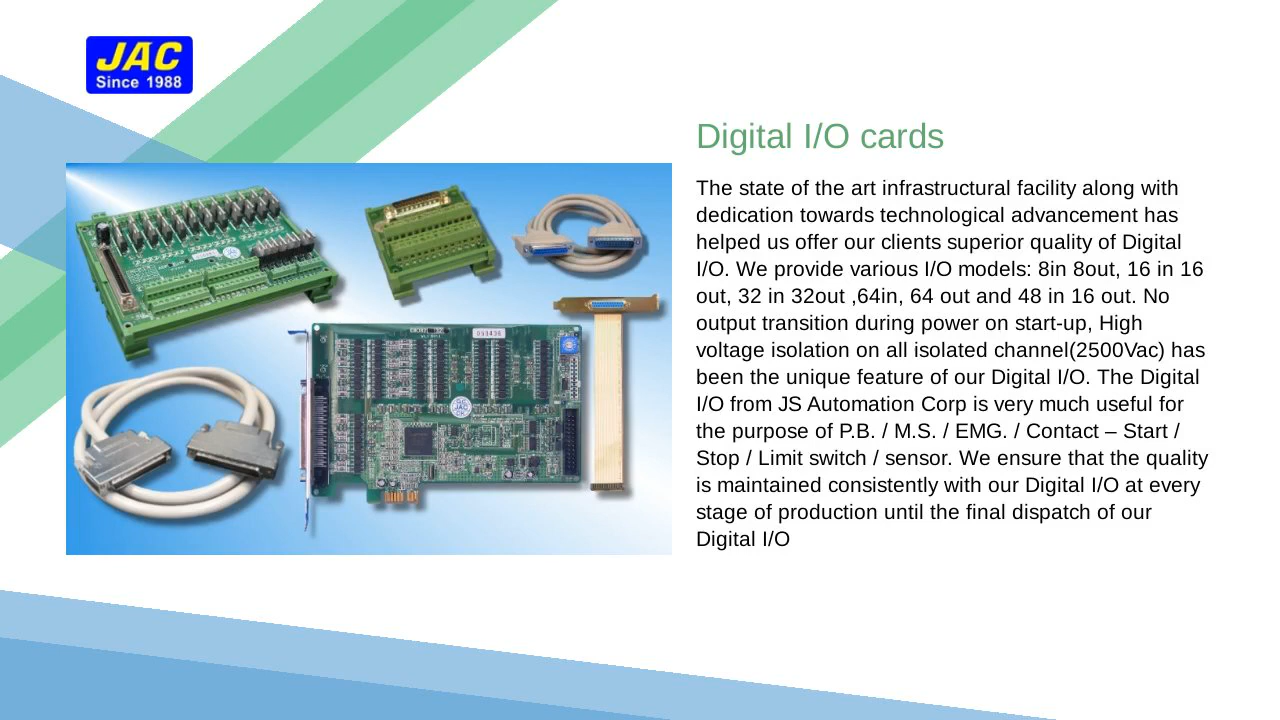 JAC
Since 1988
Digital I/O cards
The state of the art infrastructural facility along with
dedication towards technological advancement has
helped us offer our clients superior quality of Digital
I/O. We provide various I/O models: 8in 8out, 16 in 16
out, 32 in 32out ,64in, 64 out and 48 in 16 out. No
output transition during power on start-up, High
voltage isolation on all isolated channel(2500Vac) has
been the unique feature of our Digital I/O. The Digital
I/O from JS Automation Corp is very much useful for
the purpose of P.B. / M.S. / EMG. / Contact – Start /
Stop / Limit switch / sensor. We ensure that the quality
is maintained consistently with our Digital I/O at every
stage of production until the final dispatch of our
Digital I/O
JAC